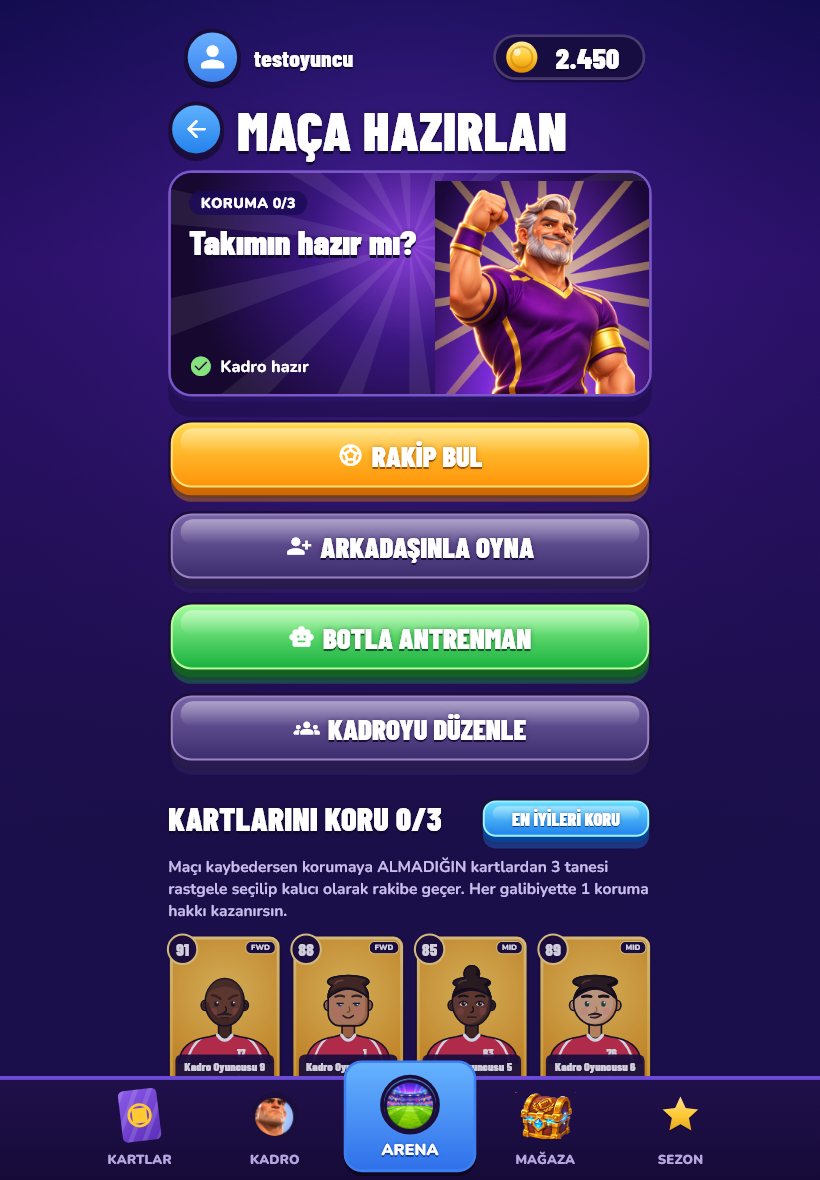 testoyuncu
2.450
MAÇA HAZIRLAN
KORUMA 0/3
Takımın hazır mı?
Kadro hazır
RAKİP BUL
ARKADAŞINLA OYNA
BOTLA ANTRENMAN
KADROYU DÜZENLE
KARTLARINI KORU 0/3
EN İYİLERİ KORU
Maçı kaybedersen korumaya ALMADIĞIN kartlardan 3 tanesi
rastgele seçilip kalıcı olarak rakibe geçer. Her galibiyette 1 koruma
hakkı kazanırsın.
91 FWD
88 FWD
85 MID
89 MID
Kadro Oyuncusu 9
Kadro
5
Kadro Oyuncusu 6
KARTLAR
KADRO
ARENA
MAĞAZA
SEZON